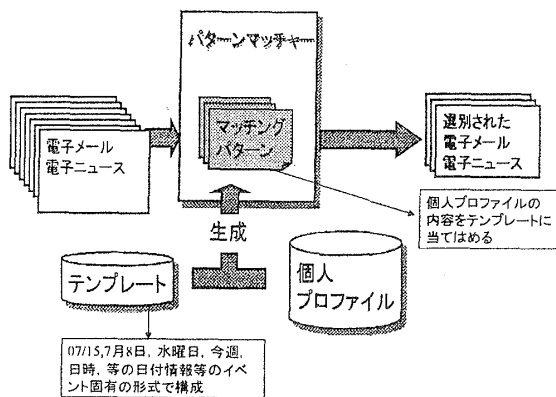 パターンマッチャー
マッチング
パターン
電子メール
電子ニュース
選別された
電子メール
電子ニュース
生成
個人プロファイルの
内容をテンプレートに
当てはめる
テンプレート
個人
プロファイル
07/15,7月8日, 水曜日, 今週,
日時, 等の日付情報等のイベ
ント固有の形式で構成